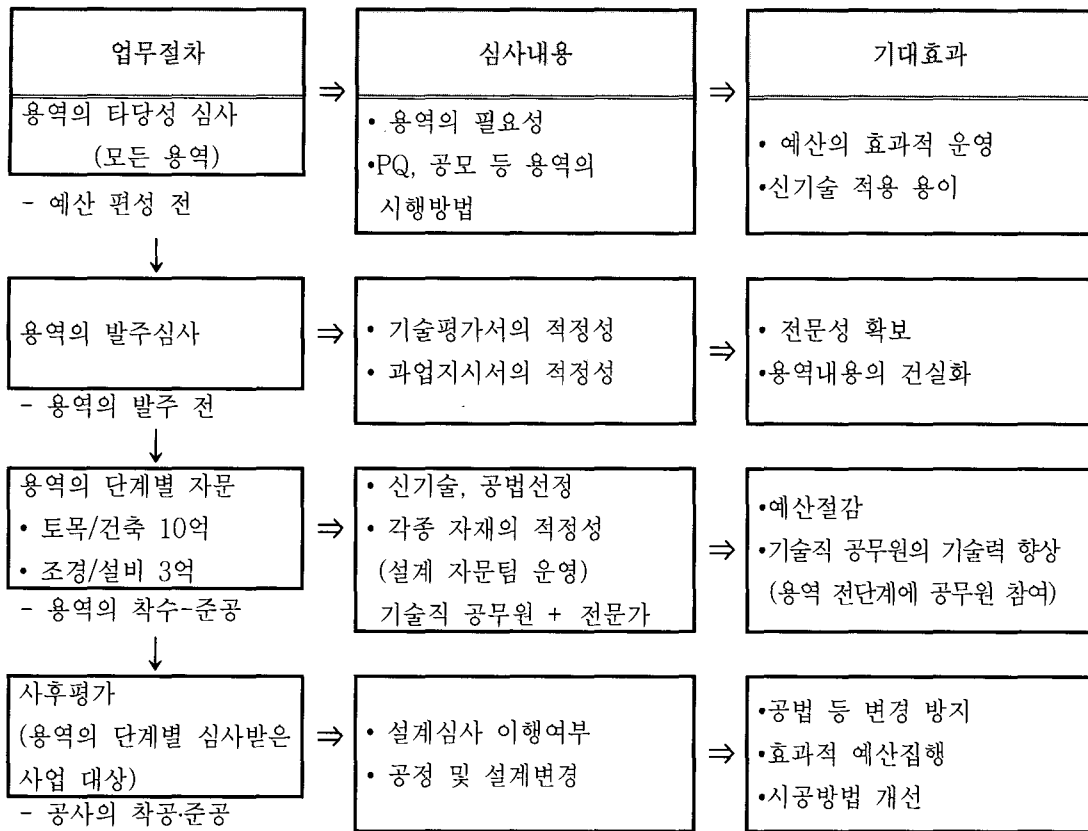 업무절차
⇒
심사내용
⇒
기대효과
용역의 타당성 심사
(모든 용역)
- 예산 편성 전
• 용역의 필요성
•PQ, 공모 등 용역의
시행방법
• 예산의 효과적 운영
•신기술 적용 용이
↓
용역의 발주심사
- 용역의 발주 전
⇒
• 기술평가서의 적정성
• 과업지시서의 적정성
⇒
• 전문성 확보
•용역내용의 건실화
↓
용역의 단계별 자문
• 토목/건축 10억
• 조경/설비 3억
- 용역의 착수-준공
⇒
• 신기술, 공법선정
• 각종 자재의 적정성
(설계 자문팀 운영)
기술직 공무원 + 전문가
⇒
•예산절감
•기술직 공무원의 기술력 향상
(용역 전단계에 공무원 참여)
↓
사후평가
(용역의 단계별 심사받은
사업 대상)
- 공사의 착공·준공
⇒
• 설계심사 이행여부
• 공정 및 설계변경
⇒
•공법 등 변경 방지
•효과적 예산집행
•시공방법 개선